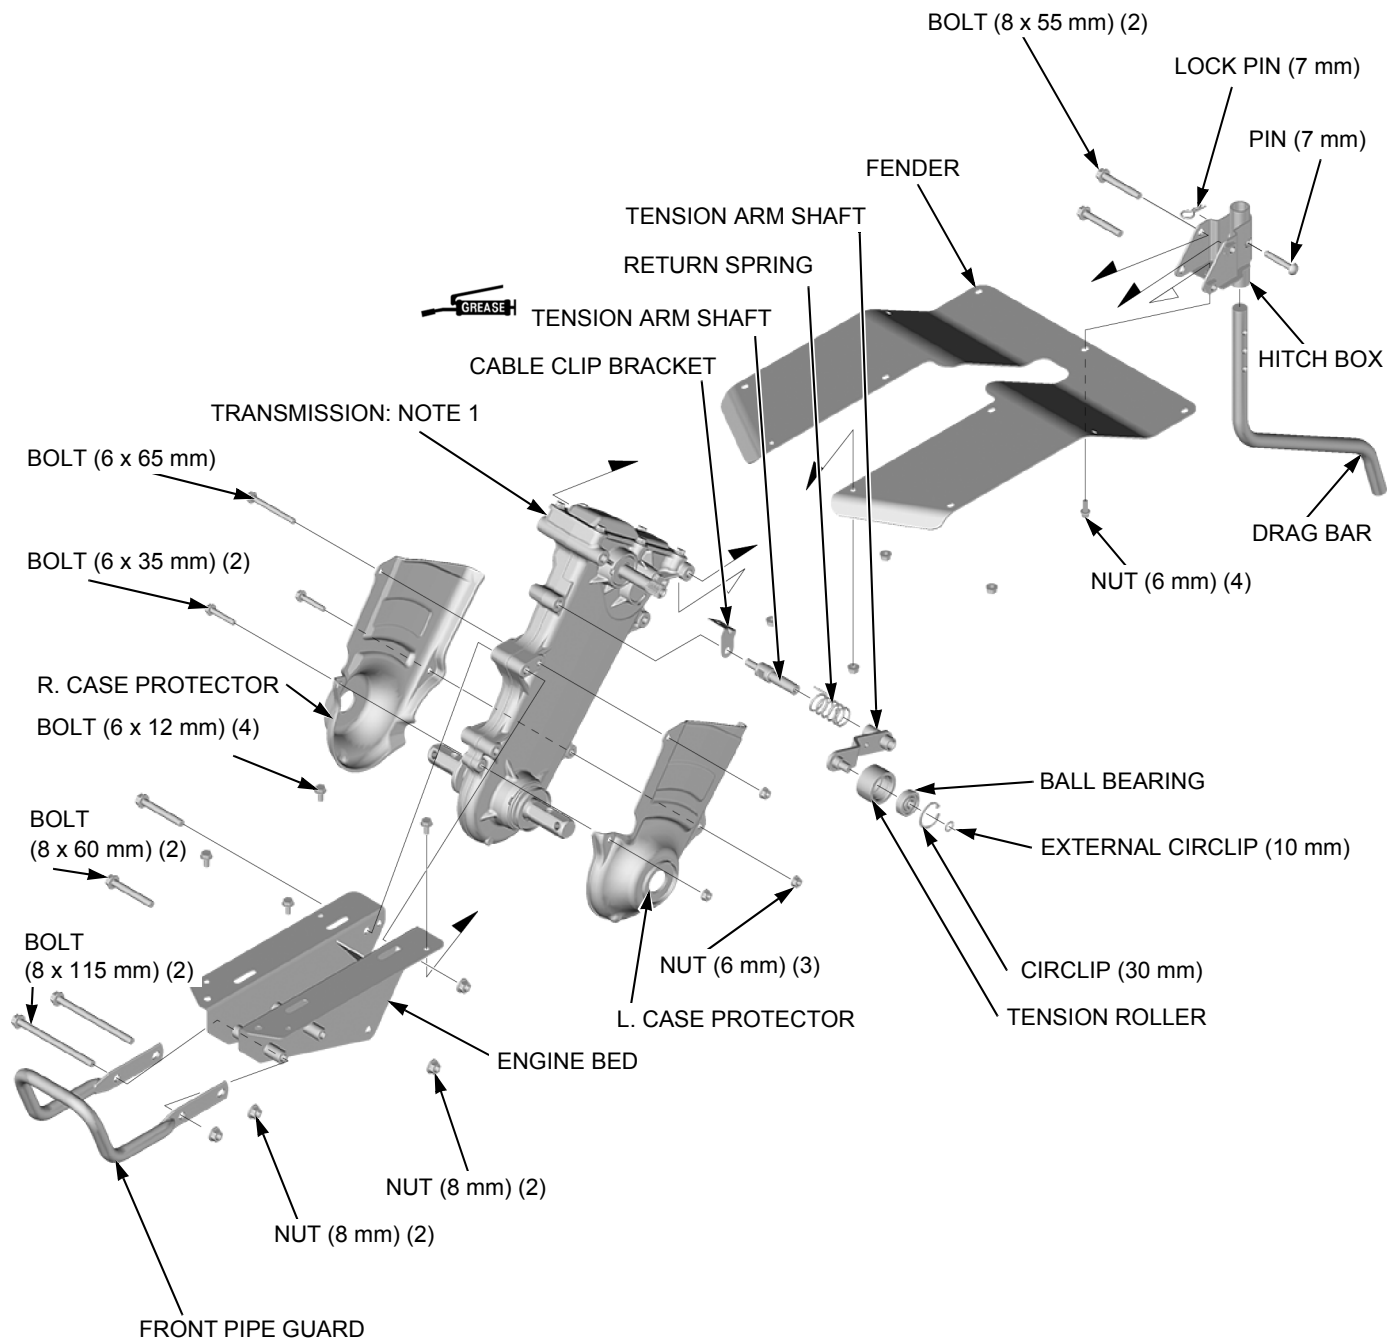 BOLT (8 x 55 mm) (2)
LOCK PIN (7 mm)
PIN (7 mm)
FENDER
TENSION ARM SHAFT
RETURN SPRING
GREASE
TENSION ARM SHAFT
CABLE CLIP BRACKET
HITCH BOX
TRANSMISSION: NOTE 1
BOLT (6 x 65 mm)
DRAG BAR
BOLT (6 x 35 mm) (2)
NUT (6 mm) (4)
R. CASE PROTECTOR
BOLT (6 x 12 mm) (4)
BALL BEARING
BOLT
(8 x 60 mm) (2)
EXTERNAL CIRCLIP (10 mm)
BOLT
(8 x 115 mm) (2)
NUT (6 mm) (3)
CIRCLIP (30 mm)
L. CASE PROTECTOR
TENSION ROLLER
ENGINE BED
NUT (8 mm) (2)
NUT (8 mm) (2)
FRONT PIPE GUARD